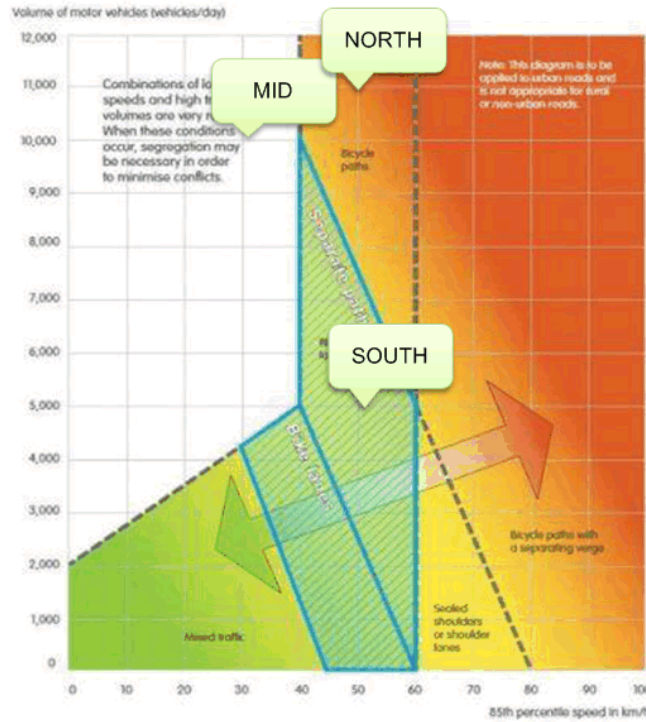 Volume of motor vehicles (vehicles/day)
12,000
11,000
10,000
9,000
8,000
7,000
6,000
5,000
4,000
3,000
2,000
1,000
0
NORTH
MID
SOUTH
Combinations of lo
speeds and high tr
volumes are very r
When these conditions
occur, segregation may
be necessary in order
to minimise conflicts.
Note: This diagram is to be
applied to urban roads and
is not appropriate for rural
or non-urban roads.
Bicycle
paths
Separate path
Bike lanes
Bicycle paths with
a separating verge
Sealed
shoulders
or shoulder
lanes
Mixed traffic
0 10 20 30 40 50 60 70 80 90 10
85th percentile speed in km/h